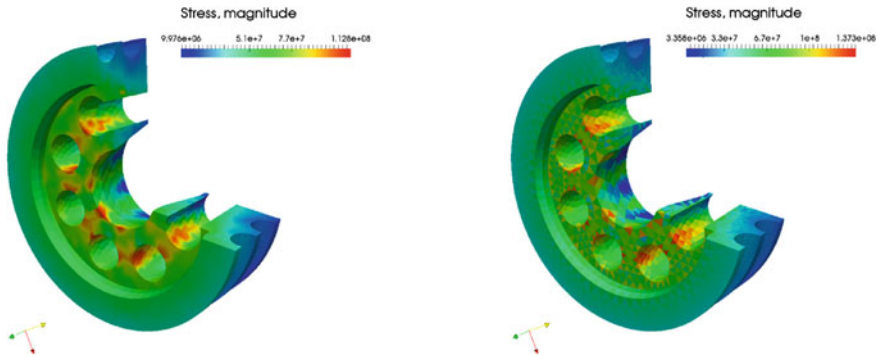 Stress, magnitude
9.976e+06 5.1e+7 7.7e+7 1.126e+08
Stress, magnitude
3.358e+06 3.3e+7 6.7e+7 1e+8 1.373e+08